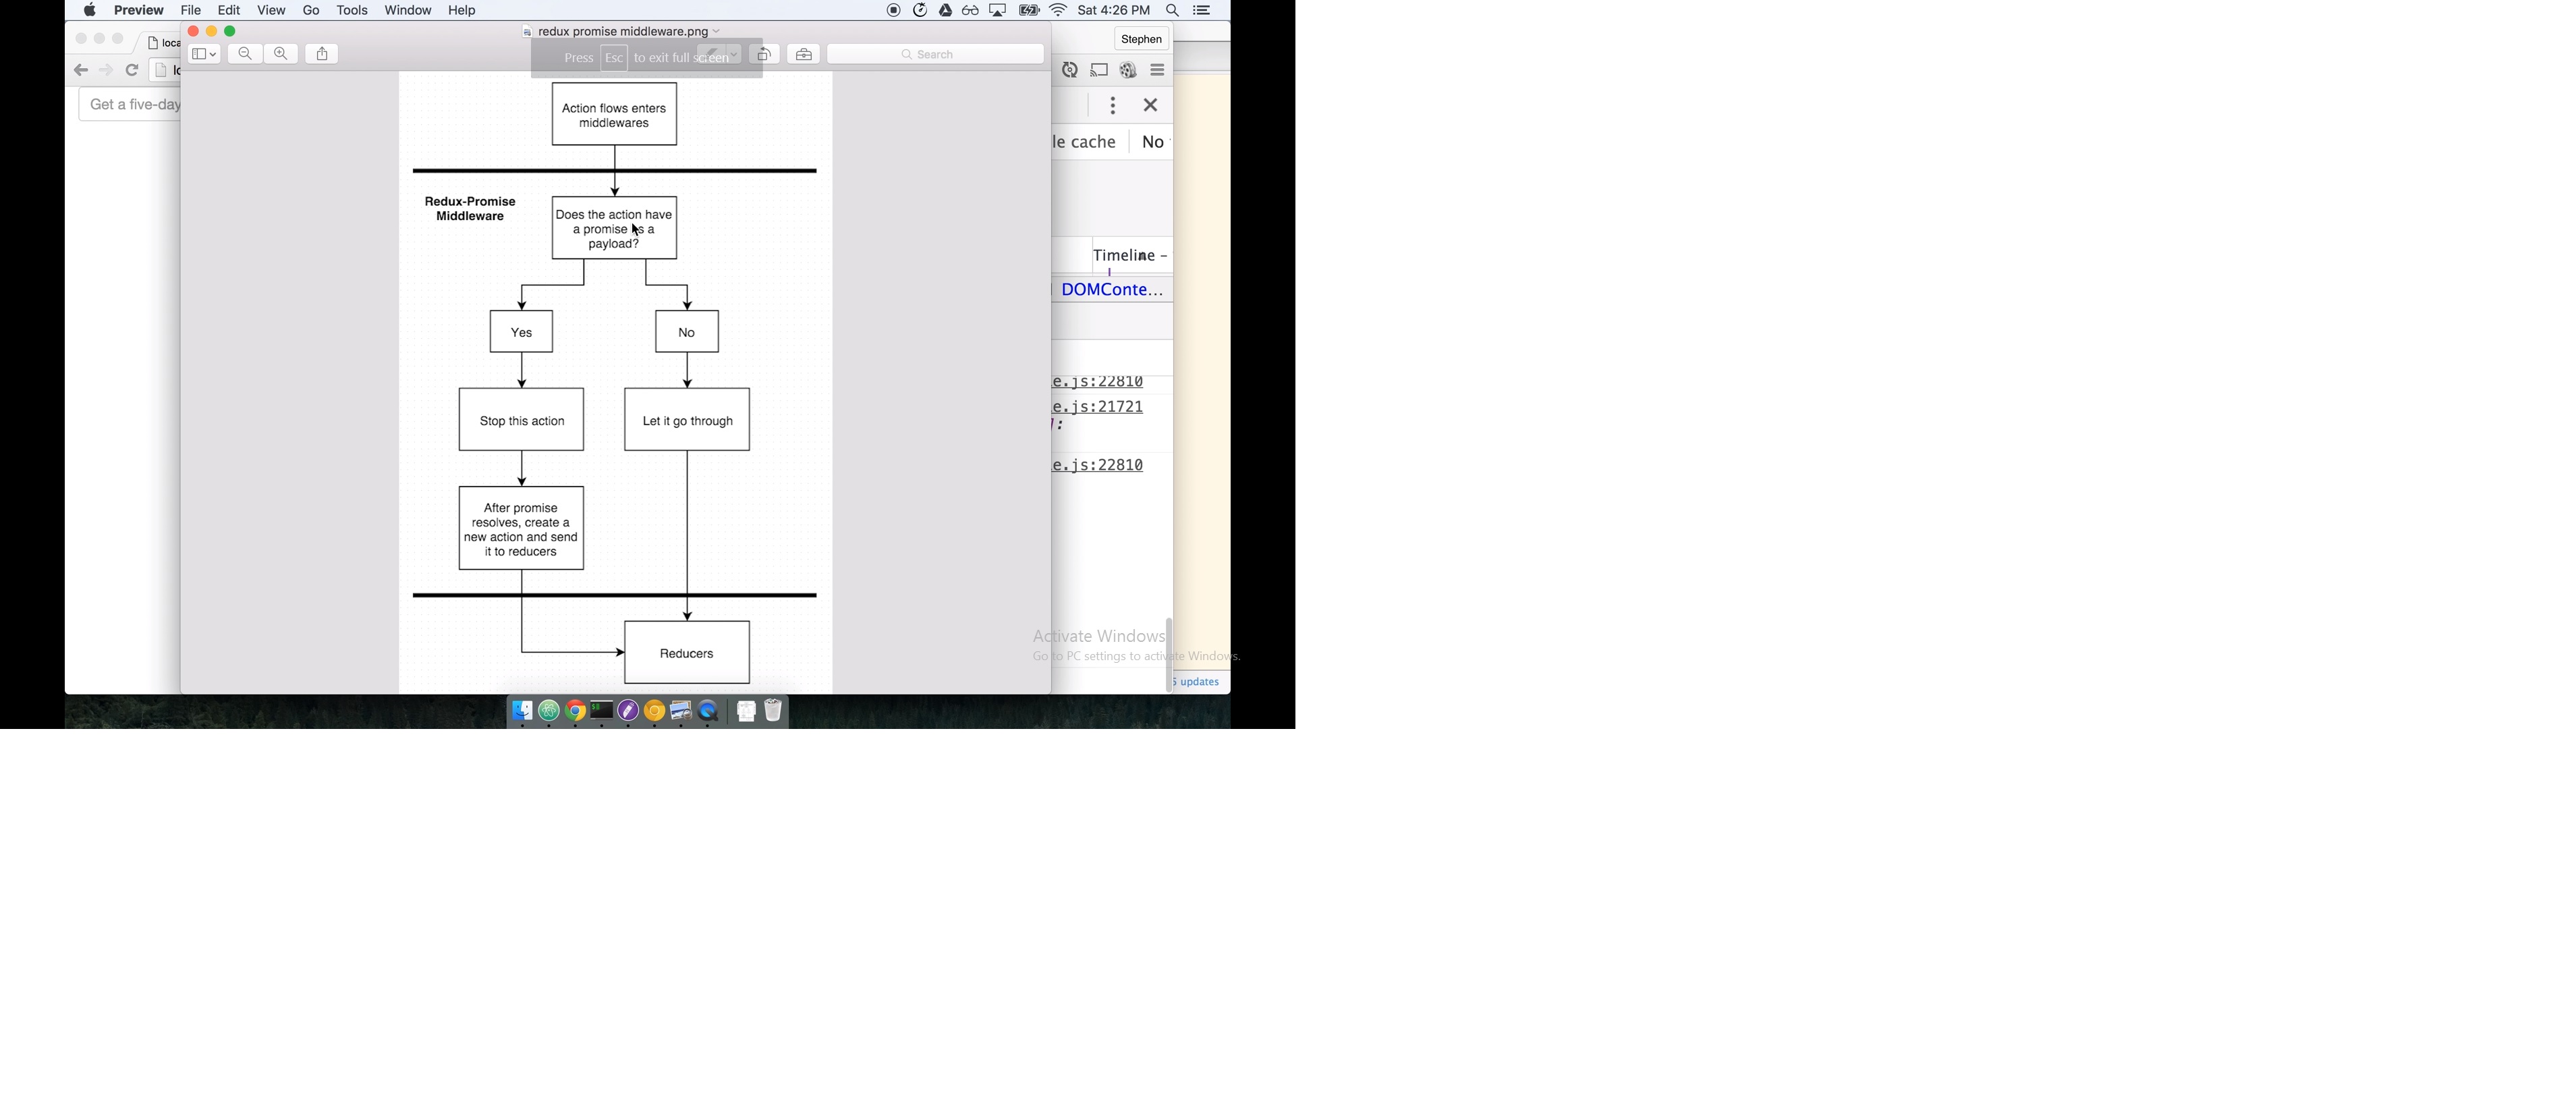 Preview File Edit View Go Tools Window Help
Sat 4:26 PM
redux promise middleware.png
Stephen
Press Esc to exit full screen
Search
Get a five-day
le cache
No
Action flows enters
middlewares
Redux-Promise
Middleware
Does the action have
a promise as a
payload?
Timeline –
DOMConte...
Yes
No
e.js:22810
e.js:21721
Stop this action
Let it go through
e.js:22810
After promise
resolves, create a
new action and send
it to reducers
Reducers
Activate Windows
Go to PC settings to activate Windows.
updates